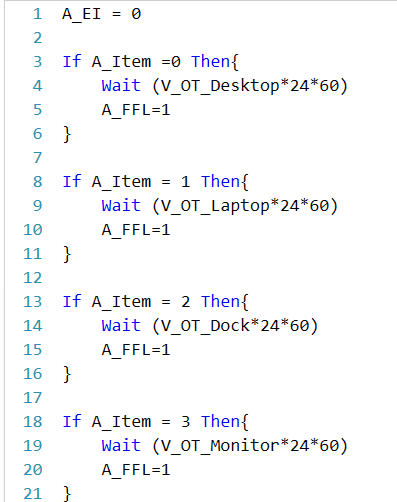 1 A_EI = 0
2
3 If A_Item =0 Then{
4     Wait (V_OT_Desktop*24*60)
5     A_FFL=1
6 }
7
8 If A_Item = 1 Then{
9     Wait (V_OT_Laptop*24*60)
10     A_FFL=1
11 }
12
13 If A_Item = 2 Then{
14     Wait (V_OT_Dock*24*60)
15     A_FFL=1
16 }
17
18 If A_Item = 3 Then{
19     Wait (V_OT_Monitor*24*60)
20     A_FFL=1
21 }